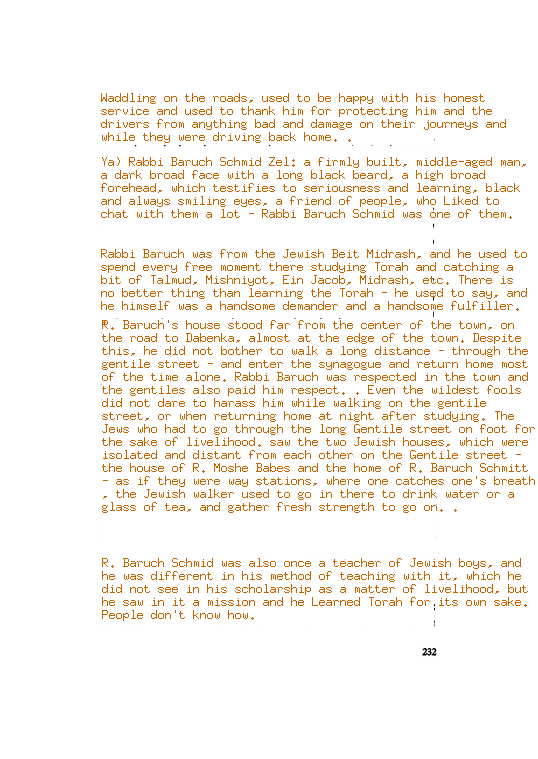 Waddling on the roads, used to be happy with his honest
service and used to thank him for protecting him and the
drivers from anything bad and damage on their journeys and
while they were driving back home. .
Ya) Rabbi Baruch Schmid Zel: a firmly built, middle-aged man,
a dark broad face with a long black beard, a high broad
forehead, which testifies to seriousness and learning, black
and always smiling eyes, a friend of people, who Liked to
chat with them a lot - Rabbi Baruch Schmid was one of them.
Rabbi Baruch was from the Jewish Beit Midrash, and he used to
spend every free moment there studying Torah and catching a
bit of Talmud, Mishniyot, Ein Jacob, Midrash, etc. There is
no better thing than learning the Torah - he used to say, and
he himself was a handsome demander and a handsome fulfiller.
R. Baruch's house stood far from the center of the town, on
the road to Dabenka, almost at the edge of the town. Despite
this, he did not bother to walk a long distance - through the
gentile street - and enter the synagogue and return home most
of the time alone. Rabbi Baruch was respected in the town and
the gentiles also paid him respect. . Even the wildest fools
did not dare to harass him while walking on the gentile
street, or when returning home at night after studying. The
Jews who had to go through the long Gentile street on foot for
the sake of livelihood. saw the two Jewish houses, which were
isolated and distant from each other on the Gentile street -
the house of R. Moshe Babes and the home of R. Baruch Schmitt
- as if they were way stations, where one catches one's breath
, the Jewish walker used to go in there to drink water or a
glass of tea, and gather fresh strength to go on. .
R. Baruch Schmid was also once a teacher of Jewish boys, and
he was different in his method of teaching with it, which he
did not see in his scholarship as a matter of livelihood, but
he saw in it a mission and he Learned Torah for its own sake.
People don't know how.
232